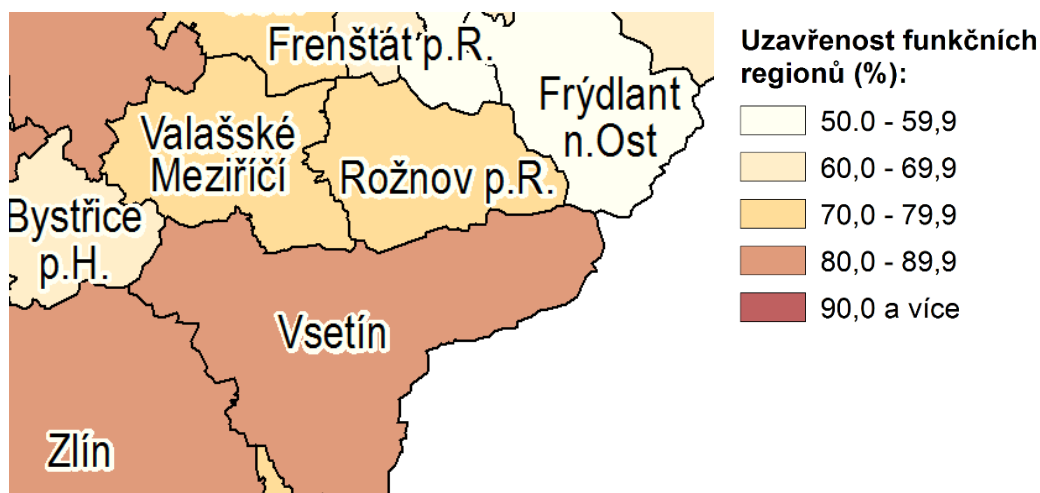 Frenštát p.R.
Frýdlant
n.Ost
Valašské
Meziříčí
Rožnov p.R.
Bystřice
p.H.
Vsetín
Zlín
Uzavřenost funkčních
regionů (%):
50.0 - 59,9
60,0 - 69,9
70,0 - 79,9
80,0 - 89,9
90,0 a více